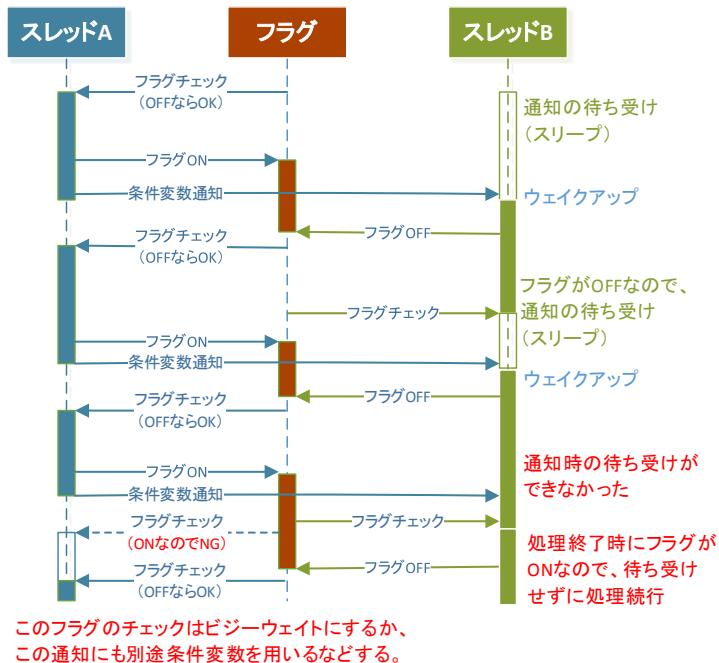 スレッドA
フラグ
スレッドB
フラグチェック
（OFFならOK）
通知の待ち受け
（スリープ）
フラグON
条件変数通知
ウェイクアップ
フラグOFF
フラグチェック
（OFFならOK）
フラグがOFFなので、
通知の待ち受け
（スリープ）
フラグチェック
フラグON
条件変数通知
ウェイクアップ
フラグOFF
フラグチェック
（OFFならOK）
通知時の待ち受けが
できなかった
フラグON
条件変数通知
フラグチェック
（ONなのでNG）
フラグチェック
処理終了時にフラグが
ONなので、待ち受け
せずに処理続行
フラグOFF
フラグチェック
（OFFならOK）
このフラグのチェックはビジーウェイトにするか、
この通知にも別途条件変数を用いるなどする。